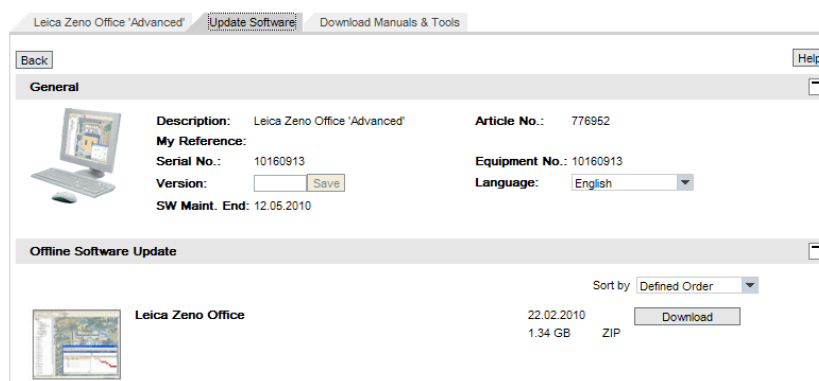 Leica Zeno Office 'Advanced' Update Software Download Manuals & Tools
Back Help
General
Description: Leica Zeno Office 'Advanced' Article No.: 776952
My Reference:
Serial No.: 10160913 Equipment No.: 10160913
Version: Save Language: English
SW Maint. End: 12.05.2010
Offline Software Update
Sort by Defined Order
Leica Zeno Office 22.02.2010 Download
1.34 GB ZIP